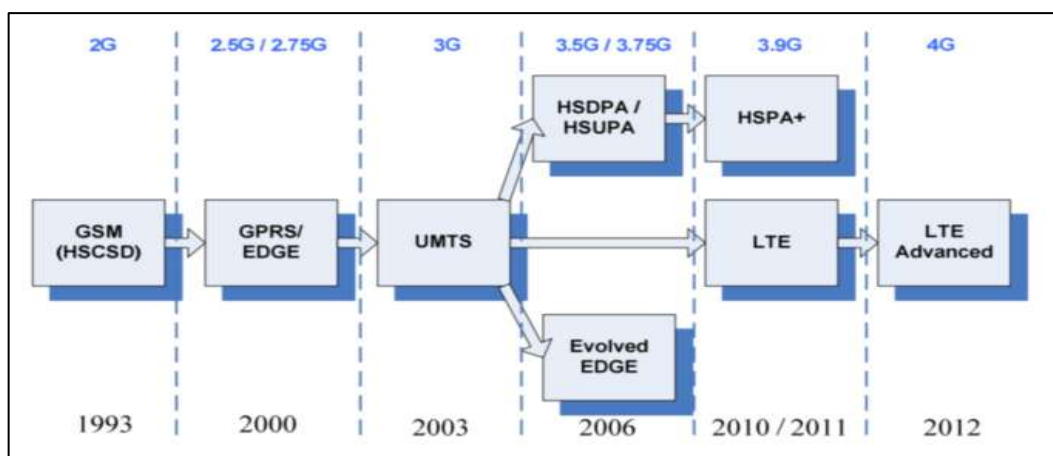 2G
2.5G / 2.75G
3G
3.5G / 3.75G
3.9G
4G
HSDPA /
HSUPA
HSPA+
GSM
(HSCSD)
GPRS/
EDGE
UMTS
LTE
LTE
Advanced
Evolved
EDGE
1993
2000
2003
2006
2010 / 2011
2012